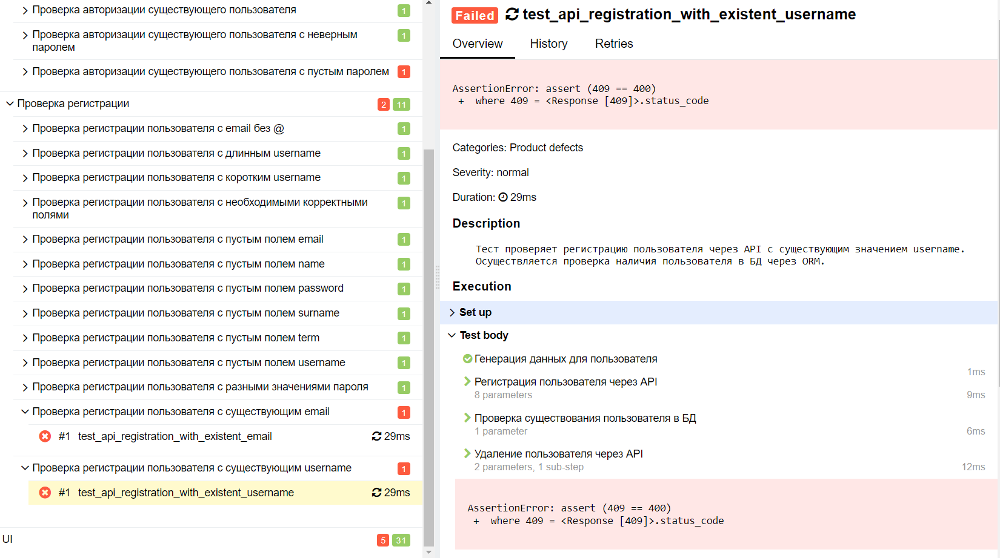 Проверка авторизации существующего пользователя 1
Проверка авторизации существующего пользователя с неверным 1
паролем
Проверка авторизации существующего пользователя с пустым паролем 1
Проверка регистрации 2 11
Проверка регистрации пользователя с email без @ 1
Проверка регистрации пользователя с длинным username 1
Проверка регистрации пользователя с коротким username 1
Проверка регистрации пользователя с необходимыми корректными 1
полями
Проверка регистрации пользователя с пустым полем email 1
Проверка регистрации пользователя с пустым полем name 1
Проверка регистрации пользователя с пустым полем password 1
Проверка регистрации пользователя с пустым полем surname 1
Проверка регистрации пользователя с пустым полем term 1
Проверка регистрации пользователя с пустым полем username 1
Проверка регистрации пользователя с разными значениями пароля 1
Проверка регистрации пользователя с существующим email 1
#1 test_api_registration_with_existent_email 29ms
Проверка регистрации пользователя с существующим username 1
#1 test_api_registration_with_existent_username 29ms
UI 5 31
Failed test_api_registration_with_existent_username
Overview History Retries
AssertionError: assert (409 == 400)
+ where 409 = <Response [409]>.status_code
Categories: Product defects
Severity: normal
Duration: 29ms
Description
Тест проверяет регистрацию пользователя через API с существующим значением username.
Осуществляется проверка наличия пользователя в БД через ORM.
Execution
Set up
Test body
Генерация данных для пользователя
1ms
Регистрация пользователя через API
8 parameters 9ms
Проверка существования пользователя в БД
1 parameter 6ms
Удаление пользователя через API
2 parameters, 1 sub-step 12ms
AssertionError: assert (409 == 400)
+ where 409 = <Response [409]>.status_code